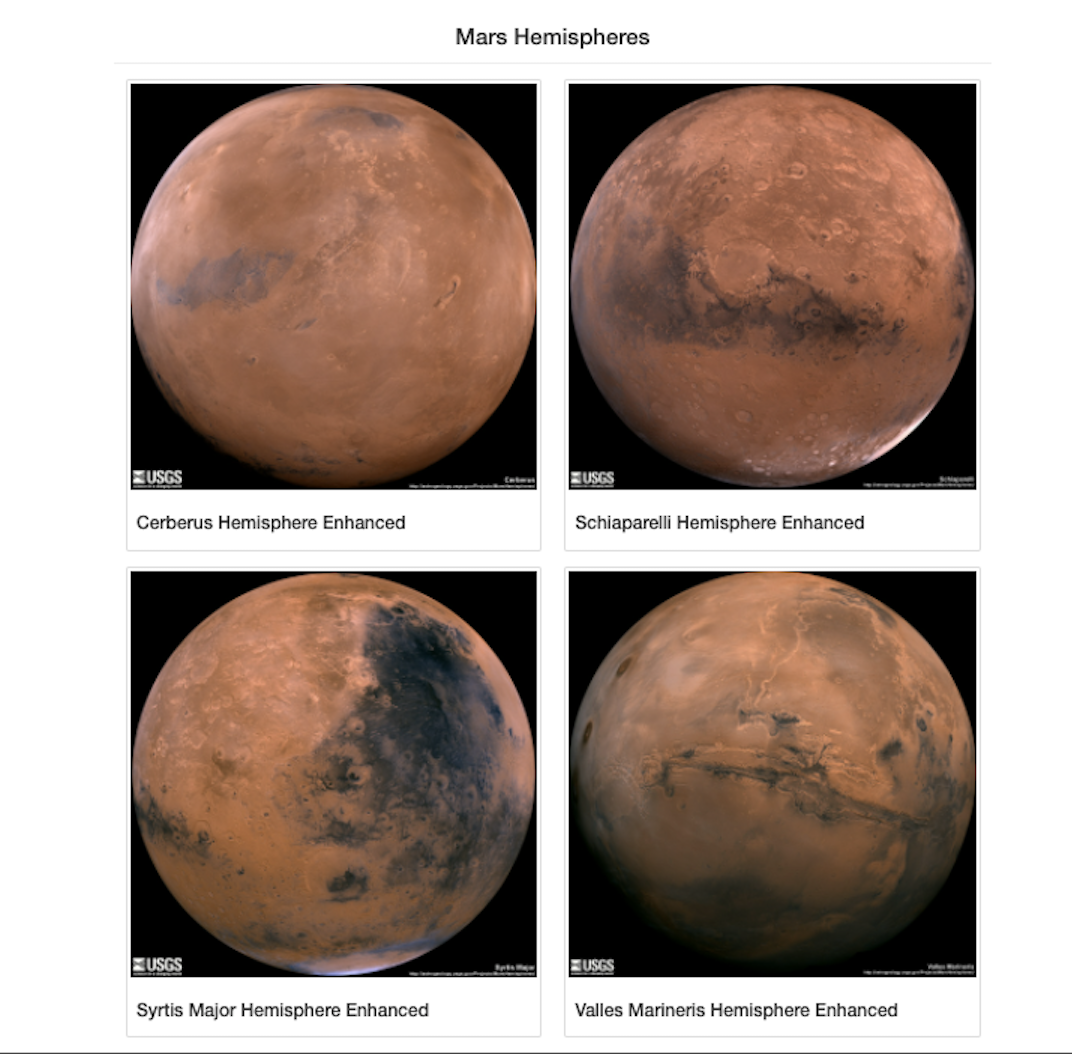 Mars Hemispheres
USGS
Cerberus
USGS
Schiaparelli
Cerberus Hemisphere Enhanced
Schiaparelli Hemisphere Enhanced
USGS
Syrtis Major
USGS
Valles Marineris
Syrtis Major Hemisphere Enhanced
Valles Marineris Hemisphere Enhanced